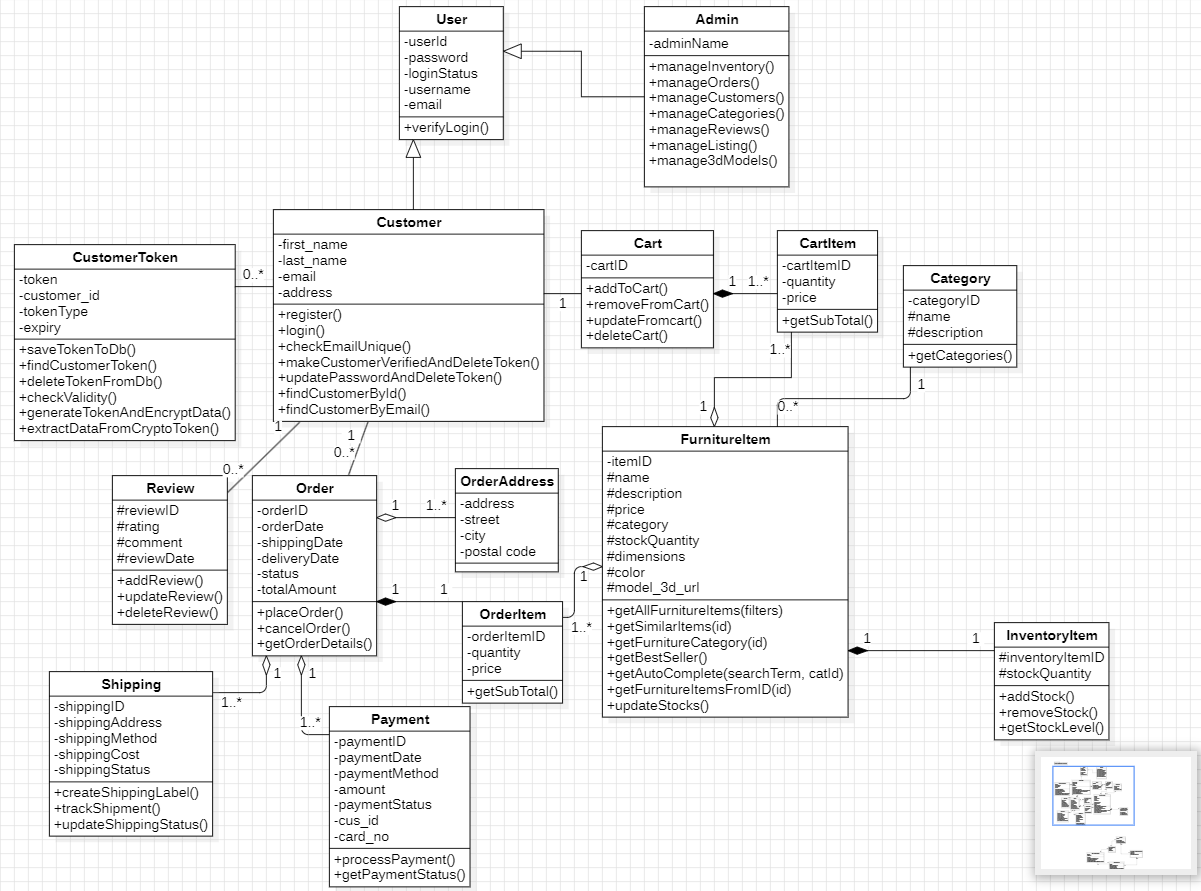 User
-userId
-password
-loginStatus
-username
-email
+verifyLogin()
Admin
-adminName
+manageInventory()
+manageOrders()
+manageCustomers()
+manageCategories()
+manageReviews()
+manageListing()
+manage3dModels()
Customer
-first_name
-last_name
-email
-address
+register()
+login()
+checkEmailUnique()
+makeCustomerVerifiedAndDeleteToken()
+updatePasswordAndDeleteToken()
+findCustomerById()
+findCustomerByEmail()
CustomerToken
-token
-customer_id
-tokenType
-expiry
+saveTokenToDb()
+findCustomerToken()
+deleteTokenFromDb()
+checkValidity()
+generateTokenAndEncryptData()
+extractDataFromCryptoToken()
0..*
1
Cart
-cartID
+addToCart()
+removeFromCart()
+updateFromcart()
+deleteCart()
1
1..*
CartItem
-cartItemID
-quantity
-price
+getSubTotal()
1..*
1
Category
-categoryID
#name
#description
+getCategories()
1
0..*
FurnitureItem
-itemID
#name
#description
#price
#category
#stockQuantity
#dimensions
#color
#model_3d_url
+getAllFurnitureItems(filters)
+getSimilarItems(id)
+getFurnitureCategory(id)
+getBestSeller()
+getAutoComplete(searchTerm, catId)
+getFurnitureItemsFromID(id)
+updateStocks()
1
0..*
Review
#reviewID
#rating
#comment
#reviewDate
+addReview()
+updateReview()
+deleteReview()
1
0..*
Order
-orderID
-orderDate
-shippingDate
-deliveryDate
-status
-totalAmount
+placeOrder()
+cancelOrder()
+getOrderDetails()
1
1..*
OrderAddress
-address
-street
-city
-postal code
1
1
OrderItem
-orderItemID
-quantity
-price
+getSubTotal()
1
1..*
1
1
InventoryItem
#inventoryItemID
#stockQuantity
+addStock()
+removeStock()
+getStockLevel()
1
1..*
Shipping
-shippingID
-shippingAddress
-shippingMethod
-shippingCost
-shippingStatus
+createShippingLabel()
+trackShipment()
+updateShippingStatus()
1
1..*
Payment
-paymentID
-paymentDate
-paymentMethod
-amount
-paymentStatus
-cus_id
-card_no
+processPayment()
+getPaymentStatus()